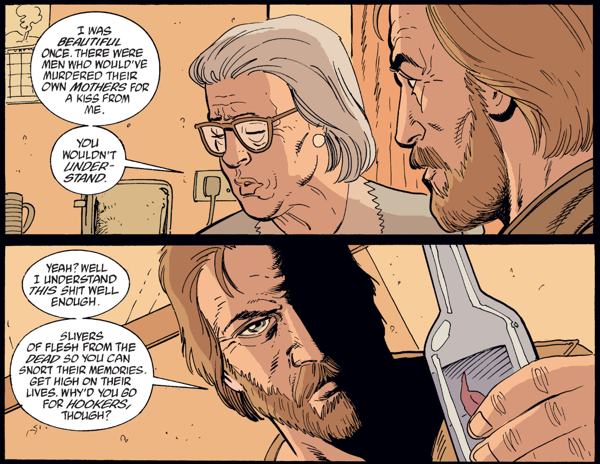 I WAS
BEAUTIFUL
ONCE. THERE WERE
MEN WHO WOULD'VE
MURDERED THEIR
OWN MOTHERS FOR
A KISS FROM
ME.
YOU
WOULDN'T
UNDER-
STAND.
YEAH? WELL
I UNDERSTAND
THIS SHIT WELL
ENOUGH.
SLIVERS
OF FLESH FROM THE
DEAD SO YOU CAN
SNORT THEIR MEMORIES.
GET HIGH ON THEIR
LIVES. WHY'D YOU GO
FOR HOOKERS,
THOUGH?